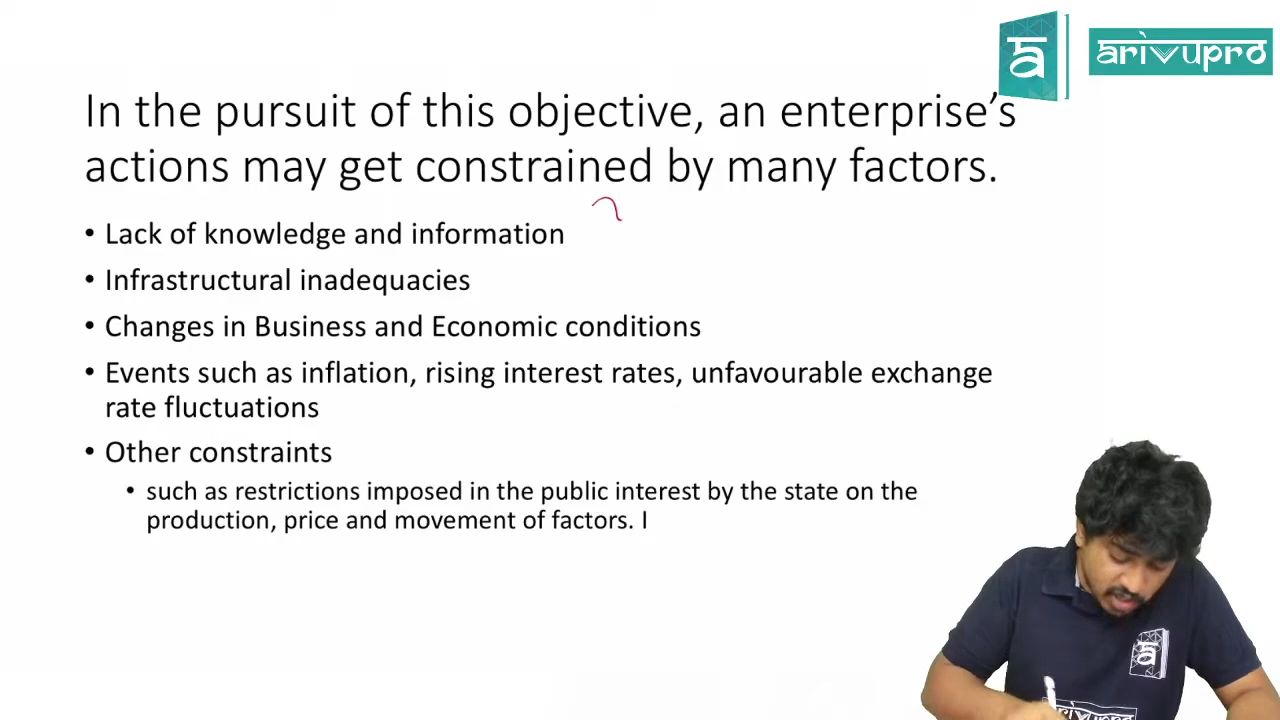 arivupro
In the pursuit of this objective, an enterprise's
actions may get constrained by many factors.
• Lack of knowledge and information
• Infrastructural inadequacies
• Changes in Business and Economic conditions
• Events such as inflation, rising interest rates, unfavourable exchange
rate fluctuations
• Other constraints
• such as restrictions imposed in the public interest by the state on the
production, price and movement of factors. I